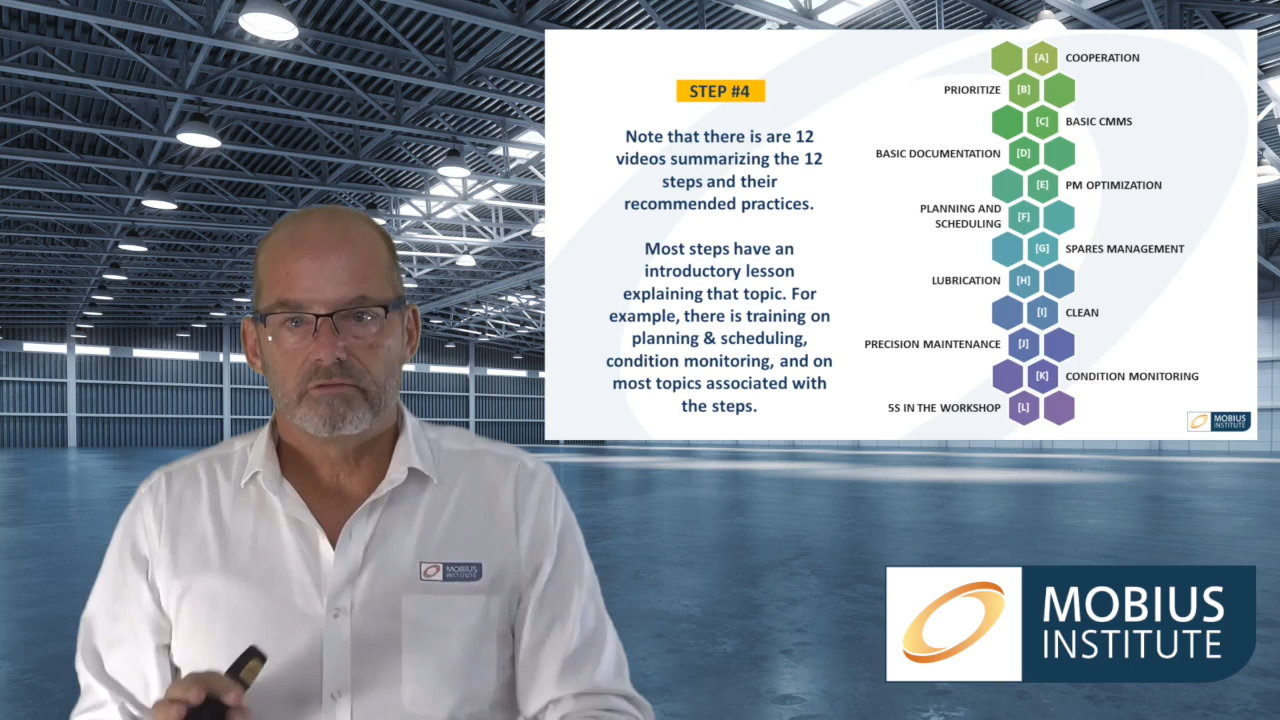 STEP #4
Note that there is are 12
videos summarizing the 12
steps and their
recommended practices.
Most steps have an
introductory lesson
explaining that topic. For
example, there is training on
planning & scheduling,
condition monitoring, and on
most topics associated with
the steps.
[A] COOPERATION
PRIORITIZE [B]
[C] BASIC CMMS
BASIC DOCUMENTATION [D]
[E] PM OPTIMIZATION
PLANNING AND
SCHEDULING [F]
[G] SPARES MANAGEMENT
LUBRICATION [H]
[I] CLEAN
PRECISION MAINTENANCE [J]
[K] CONDITION MONITORING
5S IN THE WORKSHOP [L]
MOBIUS
INSTITUTE
MOBIUS
INSTITUTE
MOBIUS
INSTITUTE